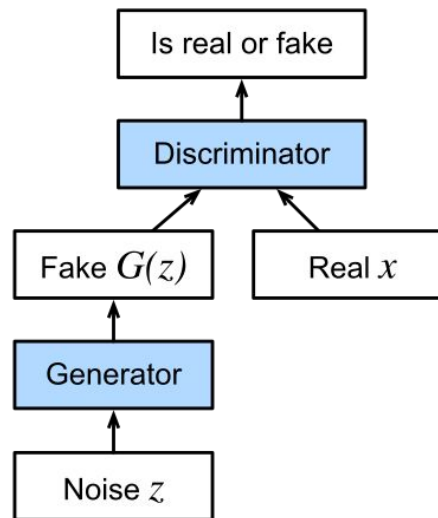 Is real or fake
Discriminator
Fake G(z)
Real x
Generator
Noise z